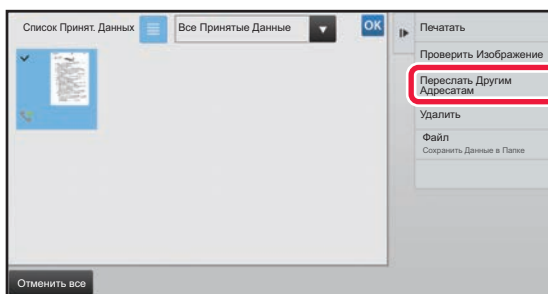 Список Принят. Данных
Все Принятые Данные
OK
Печатать
Проверить Изображение
Переслать Другим
Адресатам
Удалить
Файл
Сохранить Данные в Папке
Отменить все